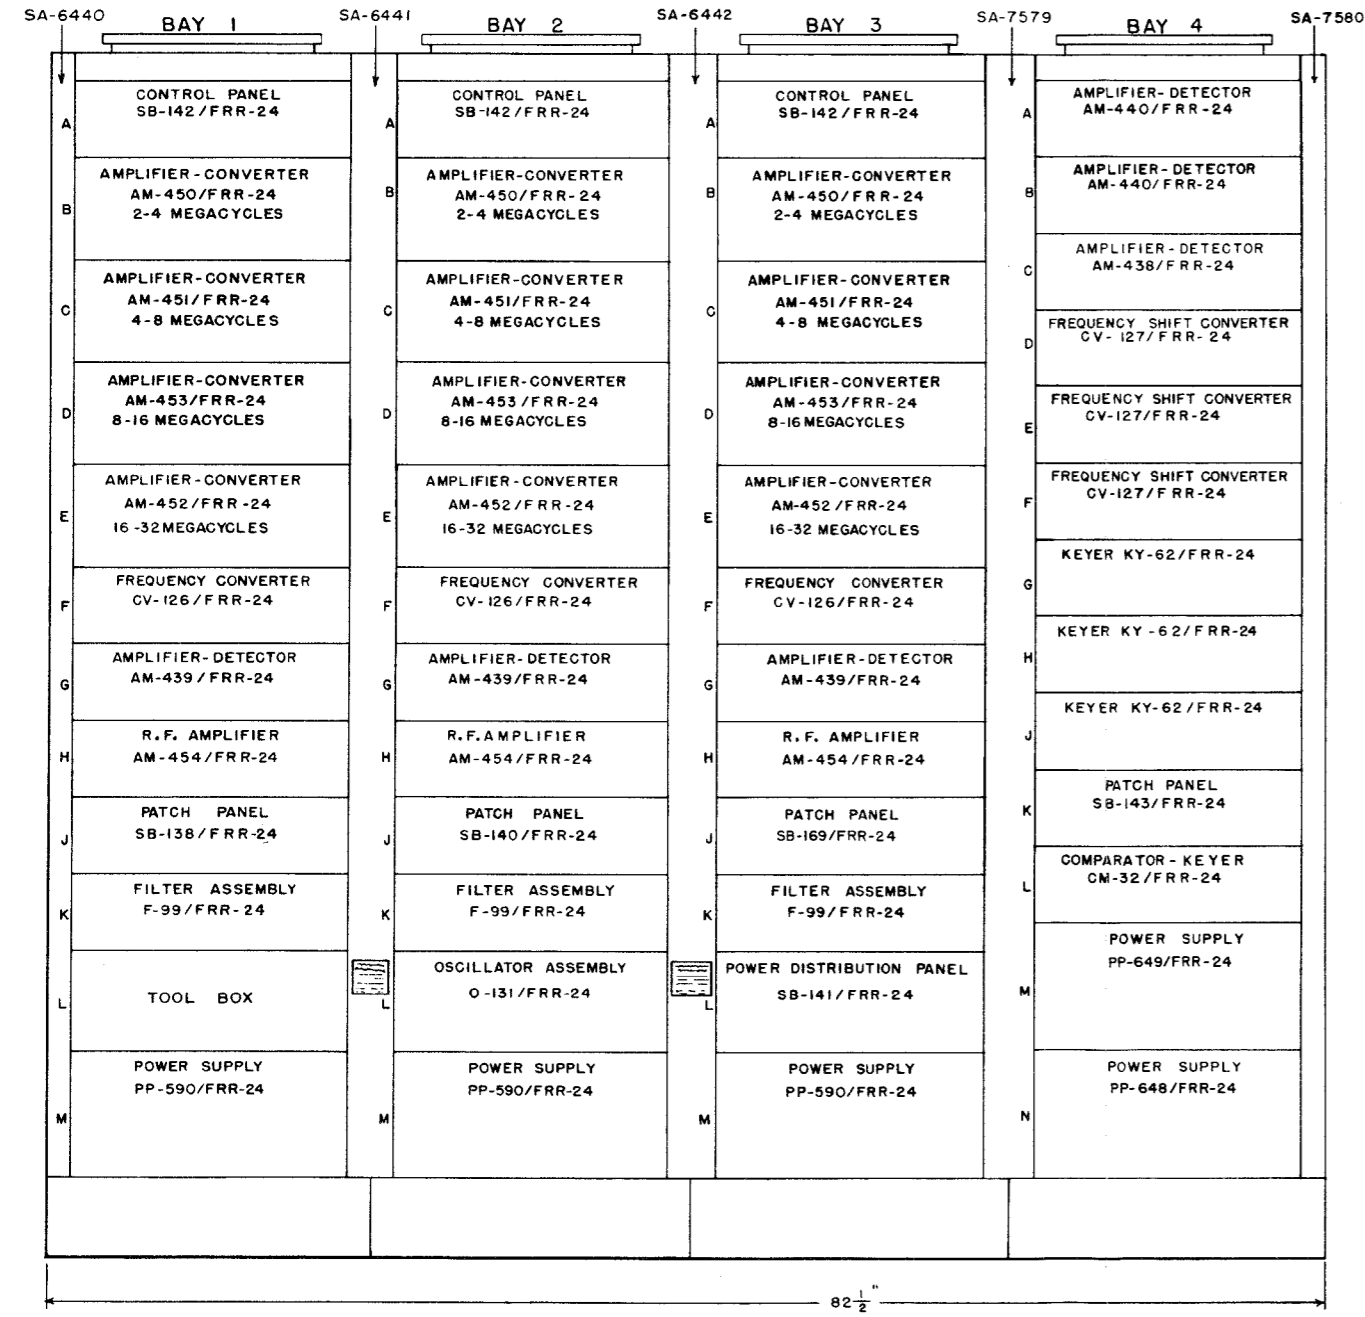 SA-6440
BAY 1
SA-6441
BAY 2
SA-6442
BAY 3
SA-7579
BAY 4
SA-7580
A
CONTROL PANEL
SB-142/FRR-24
B
AMPLIFIER-CONVERTER
AM-450/FRR-24
2-4 MEGACYCLES
C
AMPLIFIER-CONVERTER
AM-451/FRR-24
4-8 MEGACYCLES
D
AMPLIFIER-CONVERTER
AM-453/FRR-24
8-16 MEGACYCLES
E
AMPLIFIER-CONVERTER
AM-452/FRR-24
16-32 MEGACYCLES
F
FREQUENCY CONVERTER
CV-126/FRR-24
G
AMPLIFIER-DETECTOR
AM-439/FRR-24
H
R.F. AMPLIFIER
AM-454/FRR-24
J
PATCH PANEL
SB-138/FRR-24
K
FILTER ASSEMBLY
F-99/FRR-24
L
TOOL BOX
M
POWER SUPPLY
PP-590/FRR-24
A
CONTROL PANEL
SB-142/FRR-24
B
AMPLIFIER-CONVERTER
AM-450/FRR-24
2-4 MEGACYCLES
C
AMPLIFIER-CONVERTER
AM-451/FRR-24
4-8 MEGACYCLES
D
AMPLIFIER-CONVERTER
AM-453/FRR-24
8-16 MEGACYCLES
E
AMPLIFIER-CONVERTER
AM-452/FRR-24
16-32 MEGACYCLES
F
FREQUENCY CONVERTER
CV-126/FRR-24
G
AMPLIFIER-DETECTOR
AM-439/FRR-24
H
R.F. AMPLIFIER
AM-454/FRR-24
J
PATCH PANEL
SB-140/FRR-24
K
FILTER ASSEMBLY
F-99/FRR-24
L
OSCILLATOR ASSEMBLY
O-131/FRR-24
M
POWER SUPPLY
PP-590/FRR-24
A
CONTROL PANEL
SB-142/FRR-24
B
AMPLIFIER-CONVERTER
AM-450/FRR-24
2-4 MEGACYCLES
C
AMPLIFIER-CONVERTER
AM-451/FRR-24
4-8 MEGACYCLES
D
AMPLIFIER-CONVERTER
AM-453/FRR-24
8-16 MEGACYCLES
E
AMPLIFIER-CONVERTER
AM-452/FRR-24
16-32 MEGACYCLES
F
FREQUENCY CONVERTER
CV-126/FRR-24
G
AMPLIFIER-DETECTOR
AM-439/FRR-24
H
R.F. AMPLIFIER
AM-454/FRR-24
J
PATCH PANEL
SB-169/FRR-24
K
FILTER ASSEMBLY
F-99/FRR-24
L
POWER DISTRIBUTION PANEL
SB-141/FRR-24
M
POWER SUPPLY
PP-590/FRR-24
A
AMPLIFIER-DETECTOR
AM-440/FRR-24
B
AMPLIFIER-DETECTOR
AM-440/FRR-24
C
AMPLIFIER-DETECTOR
AM-438/FRR-24
D
FREQUENCY SHIFT CONVERTER
CV-127/FRR-24
E
FREQUENCY SHIFT CONVERTER
CV-127/FRR-24
F
FREQUENCY SHIFT CONVERTER
CV-127/FRR-24
G
KEYER KY-62/FRR-24
H
KEYER KY-62/FRR-24
J
KEYER KY-62/FRR-24
K
PATCH PANEL
SB-143/FRR-24
L
COMPARATOR-KEYER
CM-32/FRR-24
M
POWER SUPPLY
PP-649/FRR-24
N
POWER SUPPLY
PP-648/FRR-24
82 1/2"